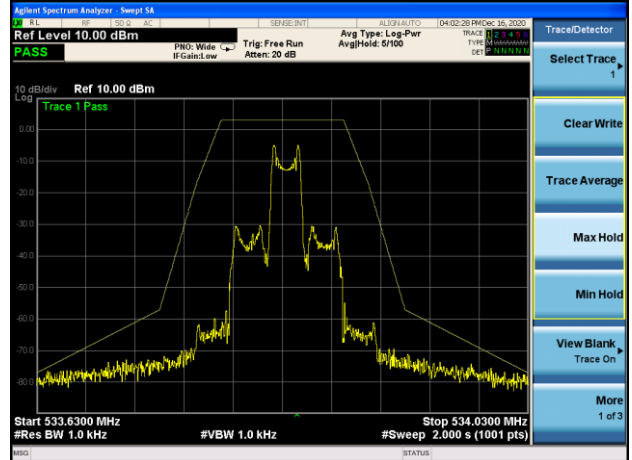 Agilent Spectrum Analyzer - Swept SA
RL RF 50 Ω AC SENSE:INT ALIGNAUTO 04:02:28 PM Dec 16, 2020
Ref Level 10.00 dBm
PASS
PNO: Wide
IFGain:Low
Trig: Free Run
Atten: 20 dB
Avg Type: Log-Pwr
Avg|Hold: 5/100
TRACE 1 2 3 4 5 6
TYPE M
DET P N N N N N
10 dB/div Ref 10.00 dBm
Log
Trace 1 Pass
0.00
-10.0
-20.0
-30.0
-40.0
-50.0
-60.0
-70.0
-80.0
Start 533.6300 MHz
Stop 534.0300 MHz
#Res BW 1.0 kHz
#VBW 1.0 kHz
#Sweep 2.000 s (1001 pts)
MSG
STATUS
Trace/Detector
Select Trace
1
Clear Write
Trace Average
Max Hold
Min Hold
View Blank
Trace On
More
1 of 3